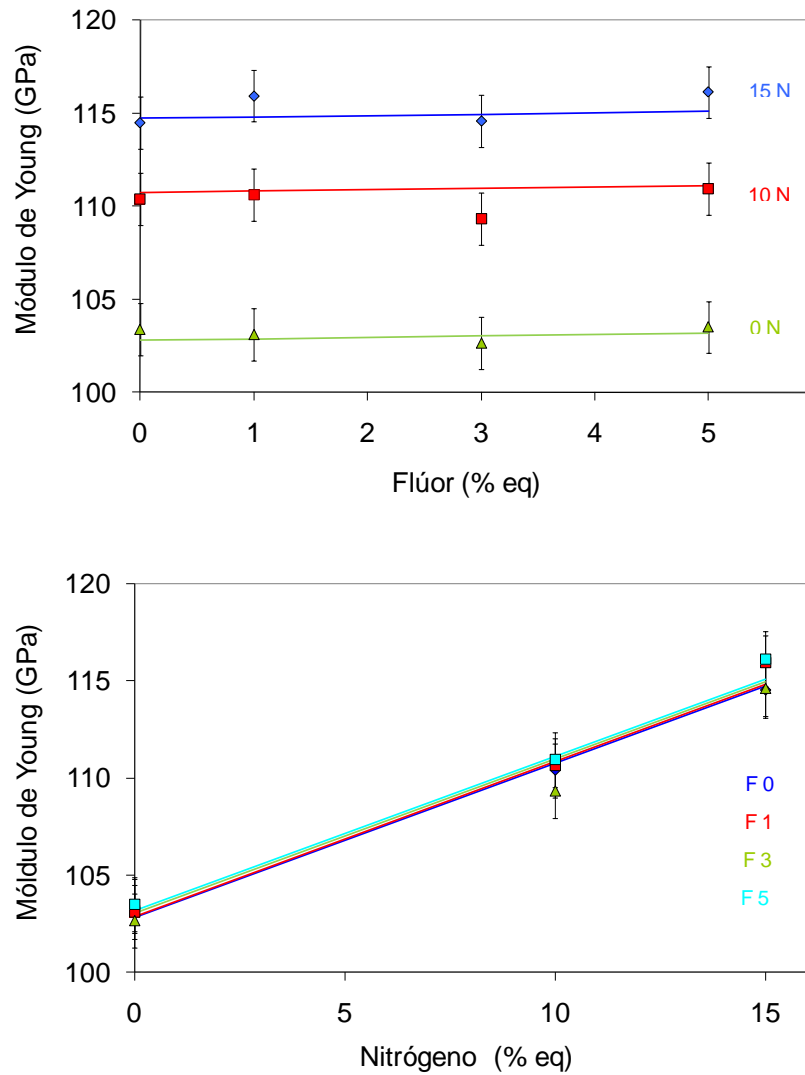 120
115
110
105
100
Módulo de Young (GPa)
15 N
10 N
0 N
0 1 2 3 4 5
Flúor (% eq)
120
115
110
105
100
Móldulo de Young (GPa)
F 0
F 1
F 3
F 5
0 5 10 15
Nitrógeno (% eq)